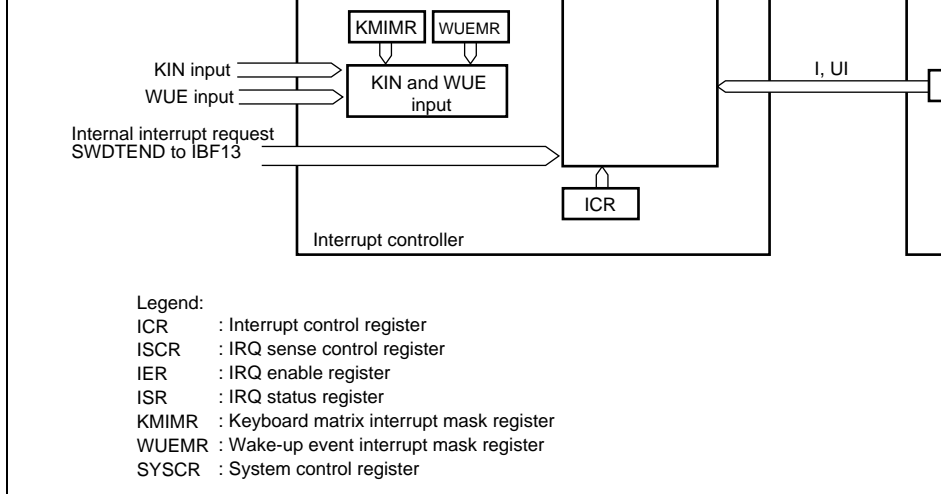 KMIMR WUEMR
KIN input
WUE input
KIN and WUE
input
I, UI
Internal interrupt request
SWDTEND to IBF13
ICR
Interrupt controller
Legend:
ICR : Interrupt control register
ISCR : IRQ sense control register
IER : IRQ enable register
ISR : IRQ status register
KMIMR : Keyboard matrix interrupt mask register
WUEMR : Wake-up event interrupt mask register
SYSCR : System control register